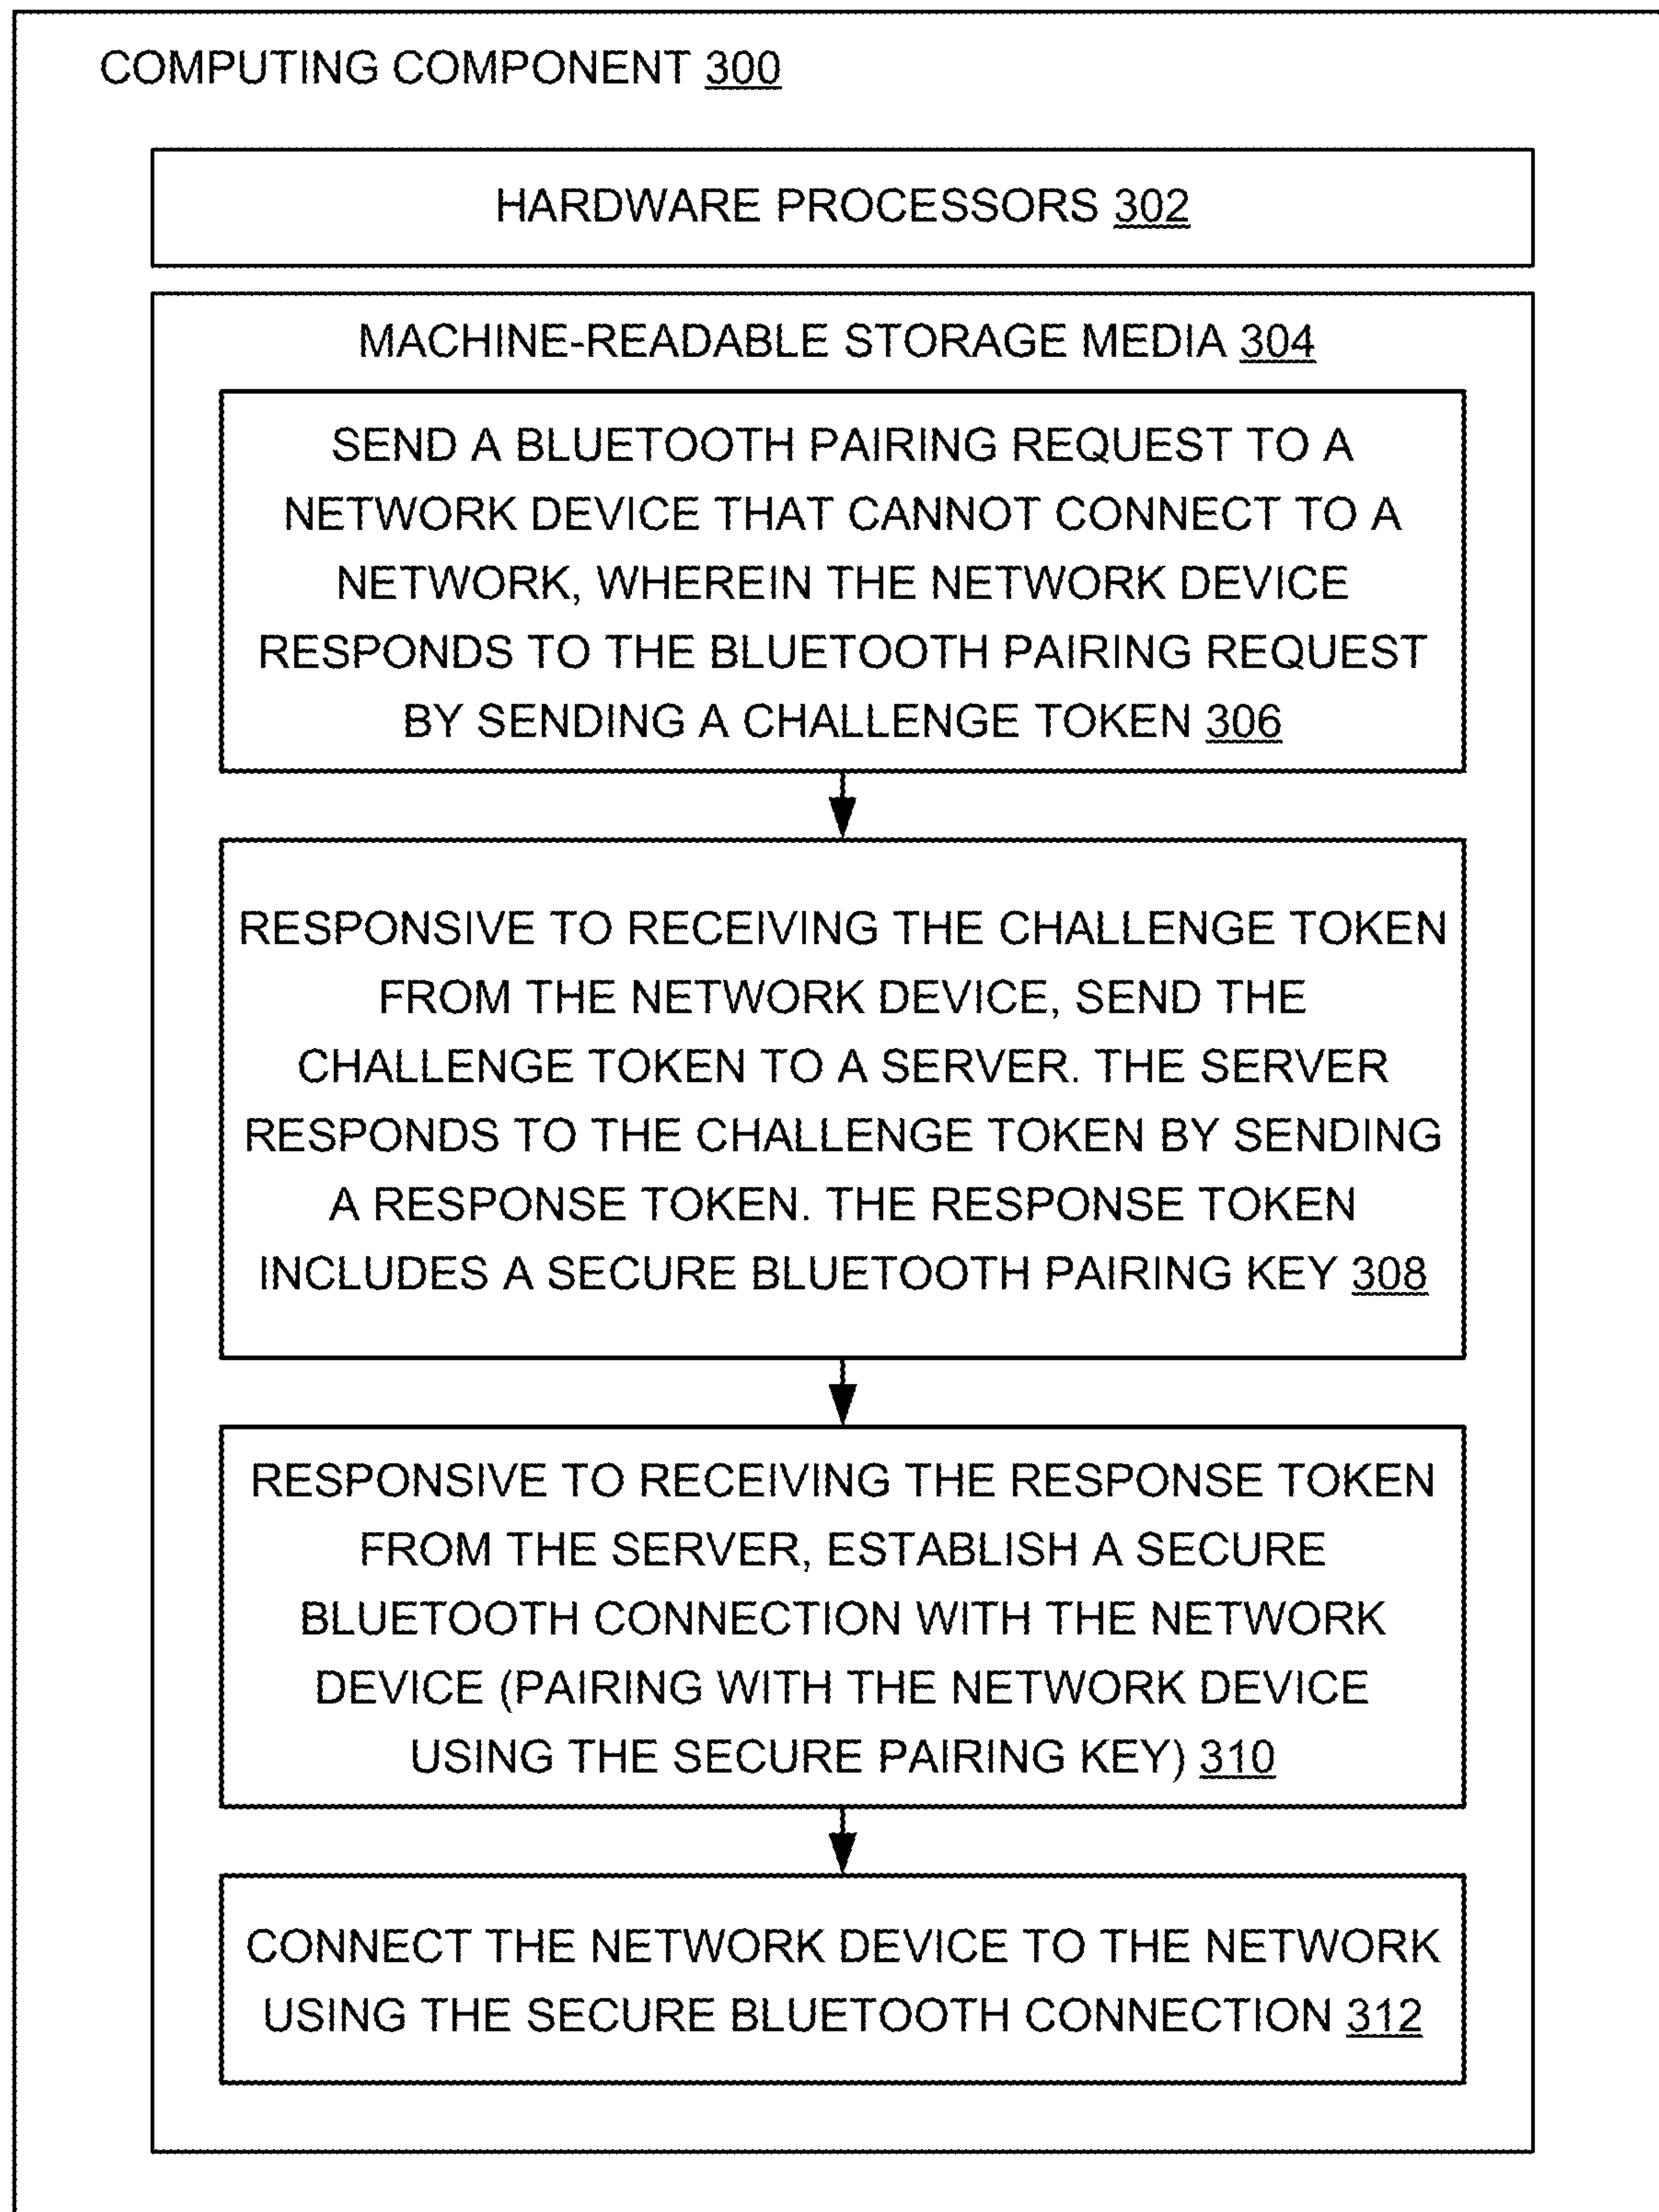 COMPUTING COMPONENT 300
HARDWARE PROCESSORS 302
MACHINE-READABLE STORAGE MEDIA 304
SEND A BLUETOOTH PAIRING REQUEST TO A
NETWORK DEVICE THAT CANNOT CONNECT TO A
NETWORK, WHEREIN THE NETWORK DEVICE
RESPONDS TO THE BLUETOOTH PAIRING REQUEST
BY SENDING A CHALLENGE TOKEN 306
RESPONSIVE TO RECEIVING THE CHALLENGE TOKEN
FROM THE NETWORK DEVICE, SEND THE
CHALLENGE TOKEN TO A SERVER. THE SERVER
RESPONDS TO THE CHALLENGE TOKEN BY SENDING
A RESPONSE TOKEN. THE RESPONSE TOKEN
INCLUDES A SECURE BLUETOOTH PAIRING KEY 308
RESPONSIVE TO RECEIVING THE RESPONSE TOKEN
FROM THE SERVER, ESTABLISH A SECURE
BLUETOOTH CONNECTION WITH THE NETWORK
DEVICE (PAIRING WITH THE NETWORK DEVICE
USING THE SECURE PAIRING KEY) 310
CONNECT THE NETWORK DEVICE TO THE NETWORK
USING THE SECURE BLUETOOTH CONNECTION 312